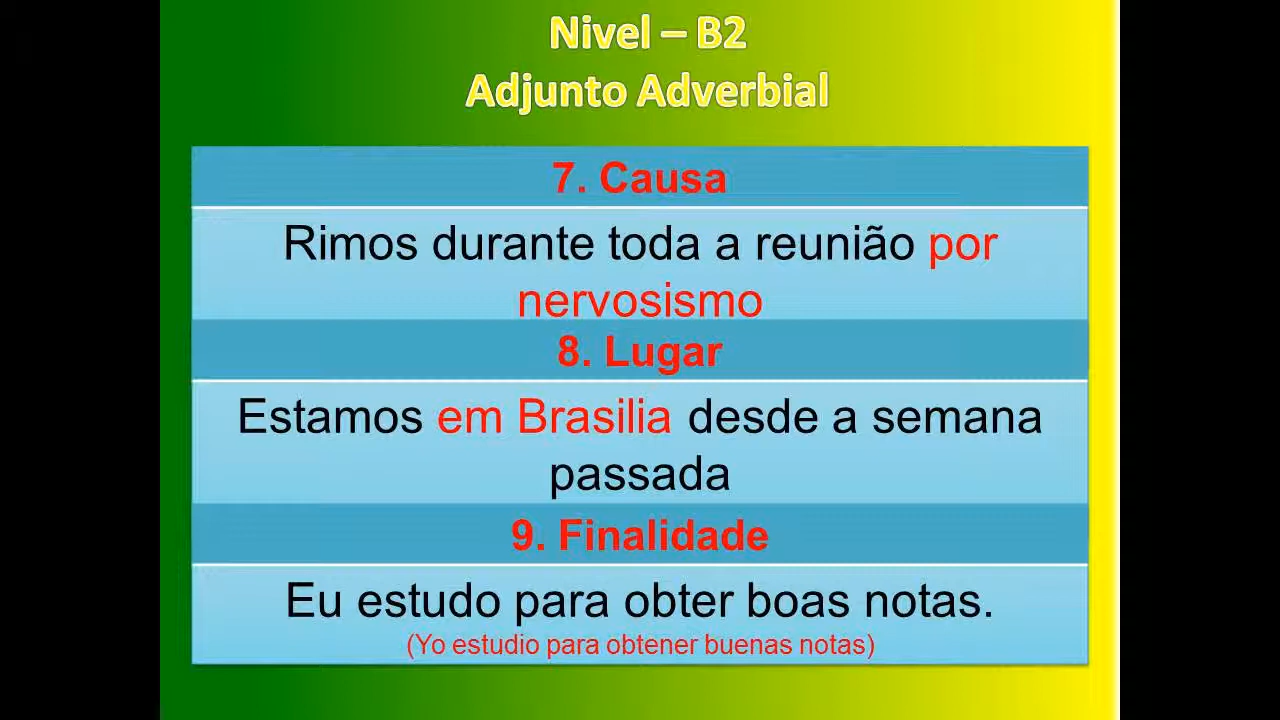 Nivel – B2
Adjunto Adverbial
7. Causa
Rimos durante toda a reunião por
nervosismo
8. Lugar
Estamos em Brasilia desde a semana
passada
9. Finalidade
Eu estudo para obter boas notas.
(Yo estudio para obtener buenas notas)